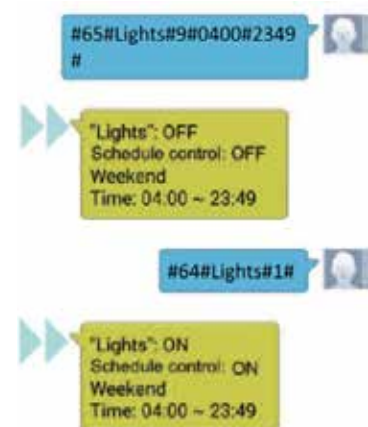 #65#Lights#9#0400#2349
#
"Lights": OFF
Schedule control: OFF
Weekend
Time: 04:00 ~ 23:49
#64#Lights#1#
"Lights": ON
Schedule control: ON
Weekend
Time: 04:00 ~ 23:49